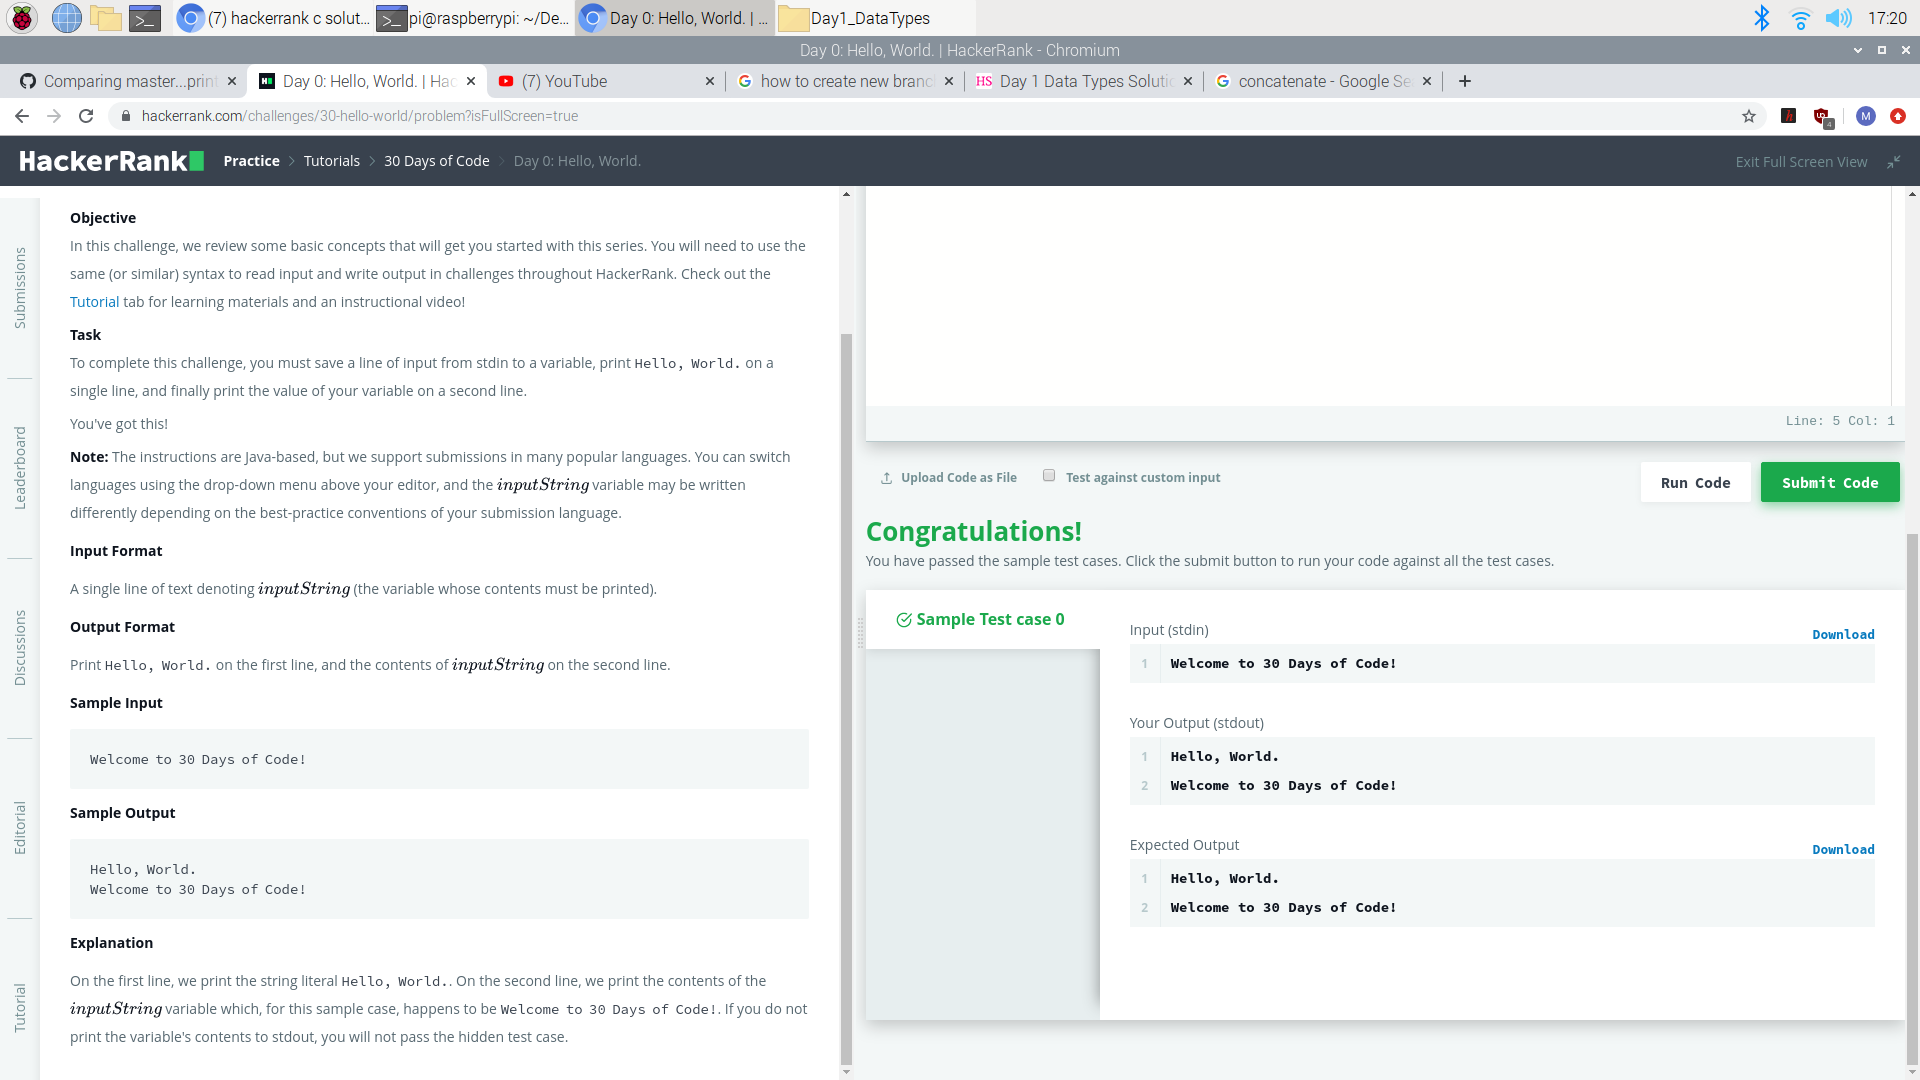 (7) hackerrank c solut...
pi@raspberrypi: ~/De...
Day 0: Hello, World. | ...
Day1_DataTypes
17:20
Day 0: Hello, World. | HackerRank - Chromium
Comparing master...prin
Day 0: Hello, World. | Hac
(7) YouTube
how to create new branc
HS Day 1 Data Types Soluti
concatenate - Google Se
hackerrank.com/challenges/30-hello-world/problem?isFullScreen=true
4
M
HackerRank
Practice
Tutorials
30 Days of Code
Day 0: Hello, World.
Exit Full Screen View
Submissions
Leaderboard
Discussions
Editorial
Tutorial
Objective
In this challenge, we review some basic concepts that will get you started with this series. You will need to use the
same (or similar) syntax to read input and write output in challenges throughout HackerRank. Check out the
Tutorial tab for learning materials and an instructional video!
Task
To complete this challenge, you must save a line of input from stdin to a variable, print Hello, World. on a
single line, and finally print the value of your variable on a second line.
You've got this!
Note: The instructions are Java-based, but we support submissions in many popular languages. You can switch
languages using the drop-down menu above your editor, and the inputString variable may be written
differently depending on the best-practice conventions of your submission language.
Input Format
A single line of text denoting inputString (the variable whose contents must be printed).
Output Format
Print Hello, World. on the first line, and the contents of inputString on the second line.
Sample Input
Welcome to 30 Days of Code!
Sample Output
Hello, World.
Welcome to 30 Days of Code!
Explanation
On the first line, we print the string literal Hello, World.. On the second line, we print the contents of the
inputString variable which, for this sample case, happens to be Welcome to 30 Days of Code!. If you do not
print the variable's contents to stdout, you will not pass the hidden test case.
Line: 5 Col: 1
Upload Code as File
Test against custom input
Run Code
Submit Code
Congratulations!
You have passed the sample test cases. Click the submit button to run your code against all the test cases.
Sample Test case 0
Input (stdin)
Download
1 Welcome to 30 Days of Code!
Your Output (stdout)
1 Hello, World.
2 Welcome to 30 Days of Code!
Expected Output
Download
1 Hello, World.
2 Welcome to 30 Days of Code!